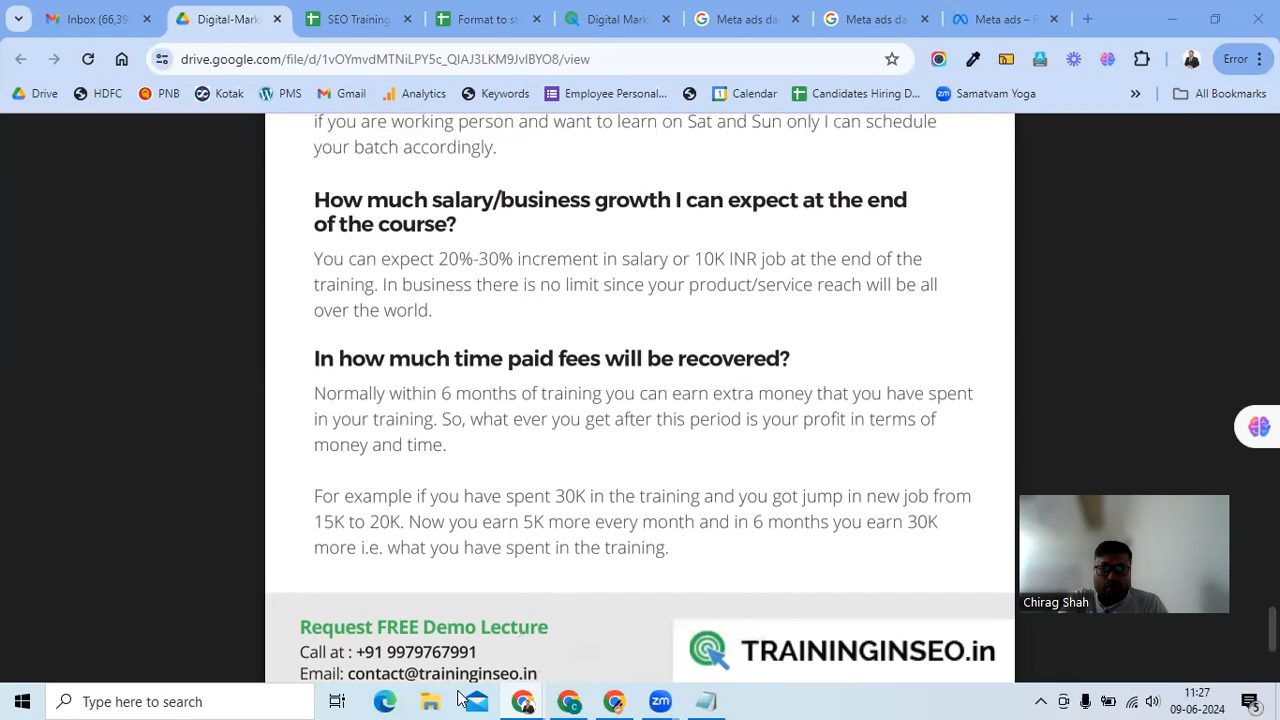 Inbox (66,39
Digital-Mark
SEO Training
Format to st
Digital Mark
Meta ads da
Meta ads da
Meta ads – F
drive.google.com/file/d/1vOYmvdMTNiLPY5c_QIAJ3LKM9JvIBYO8/view
Error
Drive
HDFC
PNB
Kotak
PMS
Gmail
Analytics
Keywords
Employee Personal...
Calendar
Candidates Hiring D...
Samatvam Yoga
All Bookmarks
if you are working person and want to learn on Sat and Sun only I can schedule
your batch accordingly.
How much salary/business growth I can expect at the end
of the course?
You can expect 20%-30% increment in salary or 10K INR job at the end of the
training. In business there is no limit since your product/service reach will be all
over the world.
In how much time paid fees will be recovered?
Normally within 6 months of training you can earn extra money that you have spent
in your training. So, what ever you get after this period is your profit in terms of
money and time.
For example if you have spent 30K in the training and you got jump in new job from
15K to 20K. Now you earn 5K more every month and in 6 months you earn 30K
more i.e. what you have spent in the training.
Chirag Shah
Request FREE Demo Lecture
Call at : +91 9979767991
Email: contact@traininginseo.in
TRAININGINSEO.in
Type here to search
11:27
09-06-2024
5